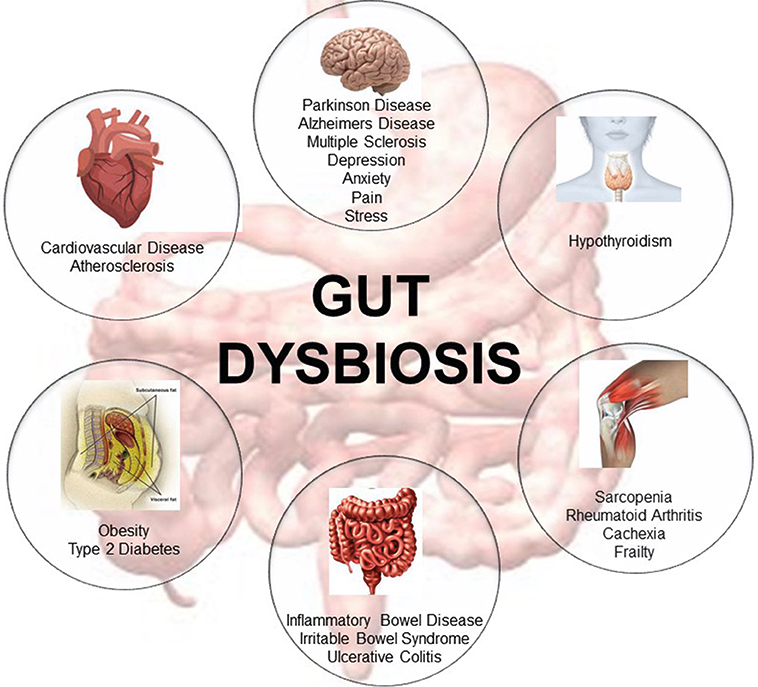 Parkinson Disease
Alzheimers Disease
Multiple Sclerosis
Depression
Anxiety
Pain
Stress
Cardiovascular Disease
Atherosclerosis
Hypothyroidism
GUT
DYSBIOSIS
Subcutaneous fat
Visceral fat
Obesity
Type 2 Diabetes
Sarcopenia
Rheumatoid Arthritis
Cachexia
Frailty
Inflammatory Bowel Disease
Irritable Bowel Syndrome
Ulcerative Colitis